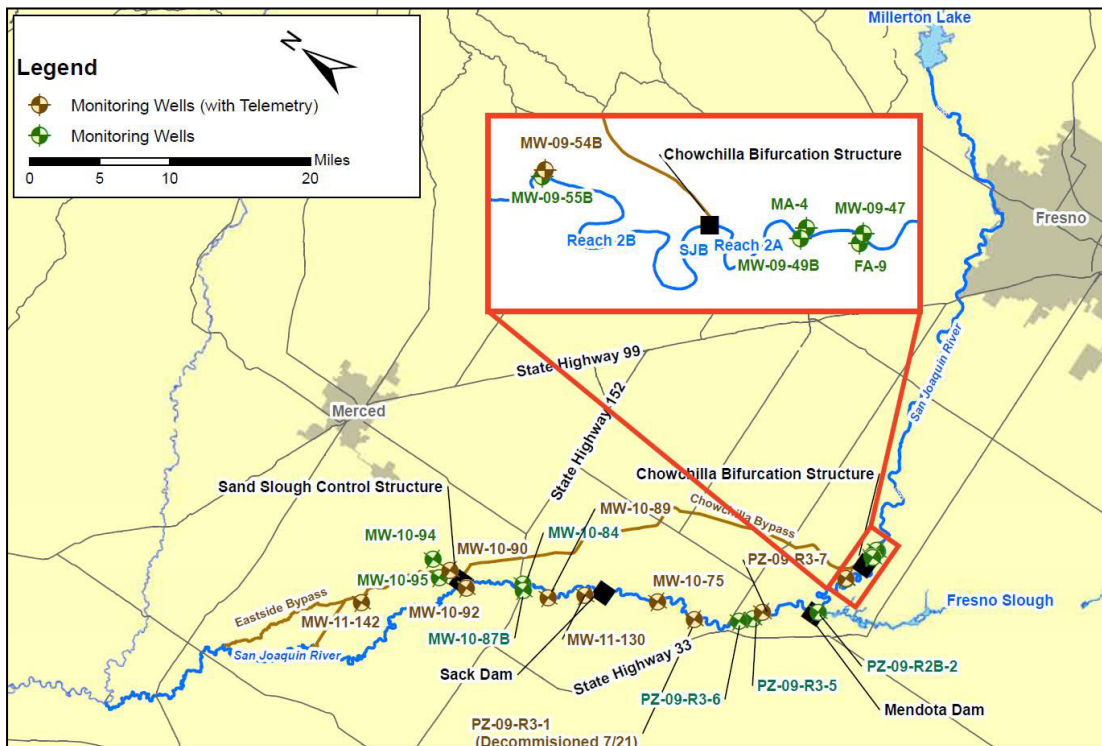 Millerton Lake
N
Legend
Monitoring Wells (with Telemetry)
Monitoring Wells
Miles
0 5 10 20
MW-09-54B
Chowchilla Bifurcation Structure
MW-09-55B
MA-4
MW-09-47
Reach 2B
SJB
Reach 2A
MW-09-49B
FA-9
Fresno
San Joaquin River
State Highway 99
Merced
State Highway 152
Sand Slough Control Structure
Chowchilla Bifurcation Structure
MW-10-94
MW-10-90
MW-10-84
MW-10-89
Chowchilla Bypass
PZ-09-R3-7
MW-10-95
MW-10-75
Eastside Bypass
MW-11-142
MW-10-92
Fresno Slough
San Joaquin River
MW-10-87B
MW-11-130
Sack Dam
State Highway 33
PZ-09-R2B-2
PZ-09-R3-5
PZ-09-R3-6
Mendota Dam
PZ-09-R3-1
(Decommisioned 7/21)